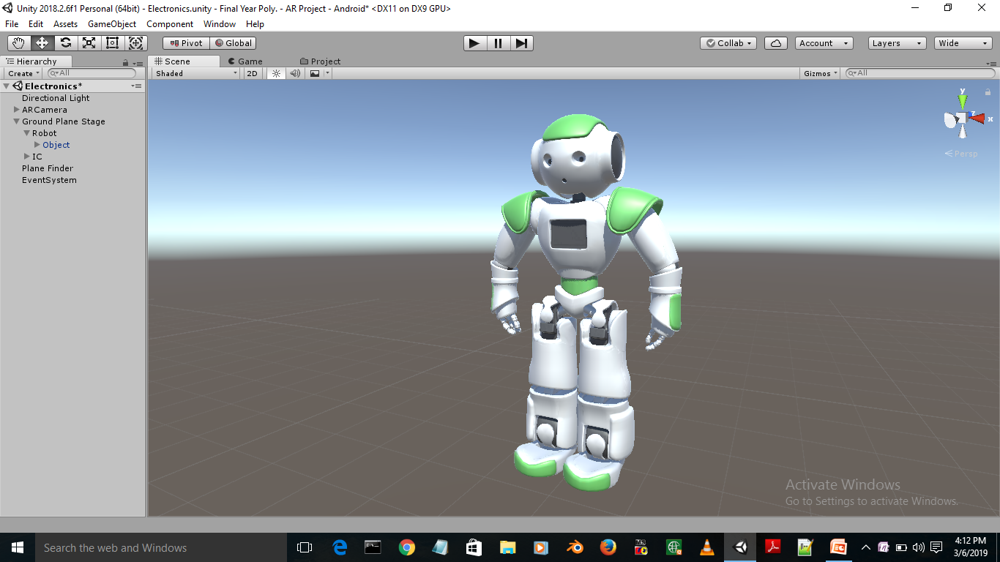 Unity 2018.2.6f1 Personal (64bit) - Electronics.unity - Final Year Poly. - AR Project - Android* <DX11 on DX9 GPU>
File Edit Assets GameObject Component Window Help
Pivot Global Collab Account Layers Wide
Hierarchy Scene Game Project
Create All Shaded 2D Gizmos All
Electronics*
Directional Light
ARCamera
Ground Plane Stage
Robot
Object
IC
Plane Finder
EventSystem
y
z
x
Persp
Activate Windows
Go to Settings to activate Windows.
Search the web and Windows
4:12 PM
3/6/2019